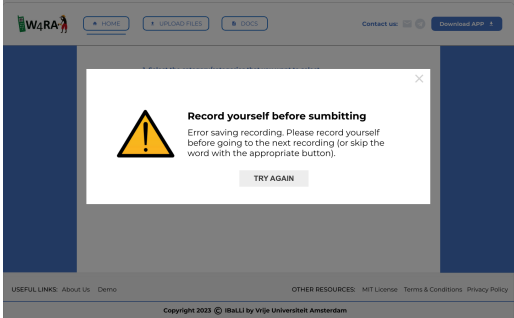 W4RA
HOME
UPLOAD FILES
DOCS
Contact us:
Download APP
Record yourself before sumbitting
Error saving recording. Please record yourself
before going to the next recording (or skip the
word with the appropriate button).
TRY AGAIN
USEFUL LINKS: About Us Demo
OTHER RESOURCES: MIT License Terms & Conditions Privacy Policy
Copyright 2023 © IBaLLi by Vrije Universiteit Amsterdam